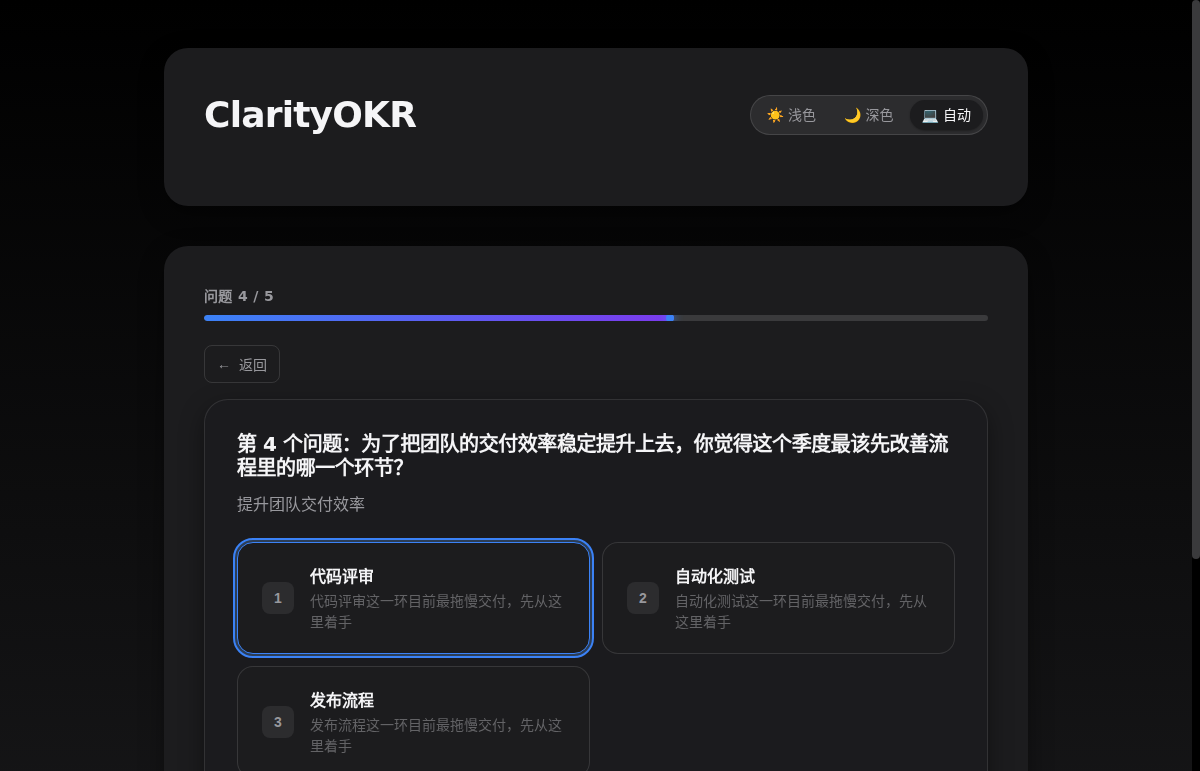 ClarityOKR
☀️ 浅色 🌙 深色 💻 自动
问题 4 / 5
← 返回
第 4 个问题：为了把团队的交付效率稳定提升上去，你觉得这个季度最该先改善流
程里的哪一个环节？
提升团队交付效率
1
代码评审
代码评审这一环目前最拖慢交付，先从这
里着手
2
自动化测试
自动化测试这一环目前最拖慢交付，先从
这里着手
3
发布流程
发布流程这一环目前最拖慢交付，先从这
里着手